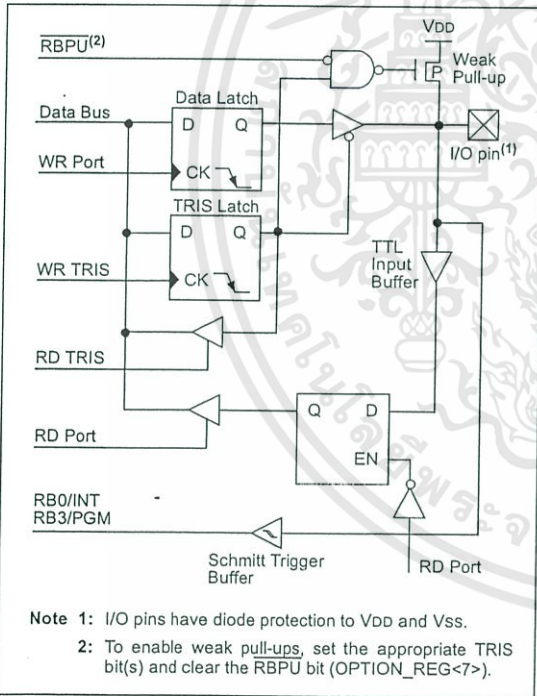 VDD
RBPU(2)
Weak
Pull-up
P
Data Bus
Data Latch
D Q
I/O pin(1)
WR Port
CK
TRIS Latch
D Q
TTL
Input
Buffer
WR TRIS
CK
RD TRIS
Q D
RD Port
EN
RB0/INT
RB3/PGM
Schmitt Trigger
Buffer
RD Port
Note 1: I/O pins have diode protection to VDD and VSS.
2: To enable weak pull-ups, set the appropriate TRIS
bit(s) and clear the RBPU bit (OPTION_REG<7>).